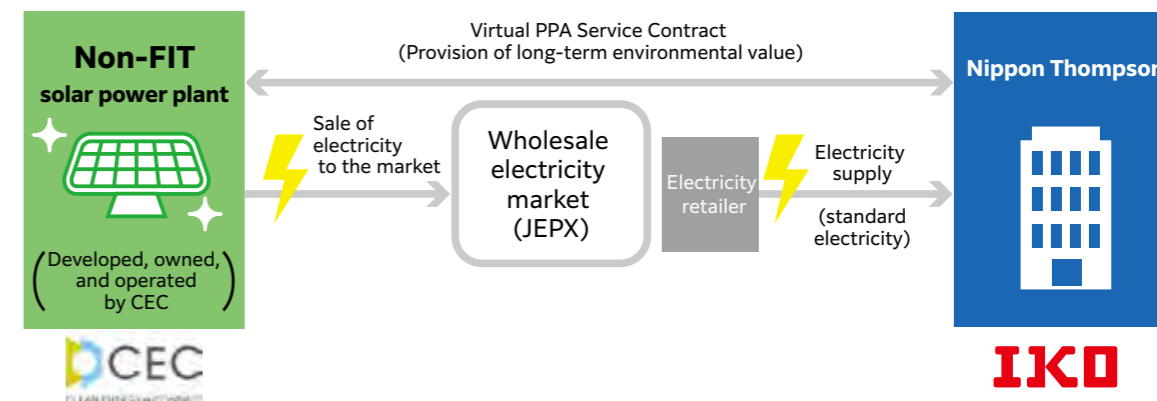 Non-FIT
solar power plant
(Developed, owned,
and operated
by CEC)
CEC
Virtual PPA Service Contract
(Provision of long-term environmental value)
Sale of
electricity
to the market
Wholesale
electricity
market
(JEPX)
Electricity
retailer
Electricity
supply
(standard
electricity)
Nippon Thompson
IKO